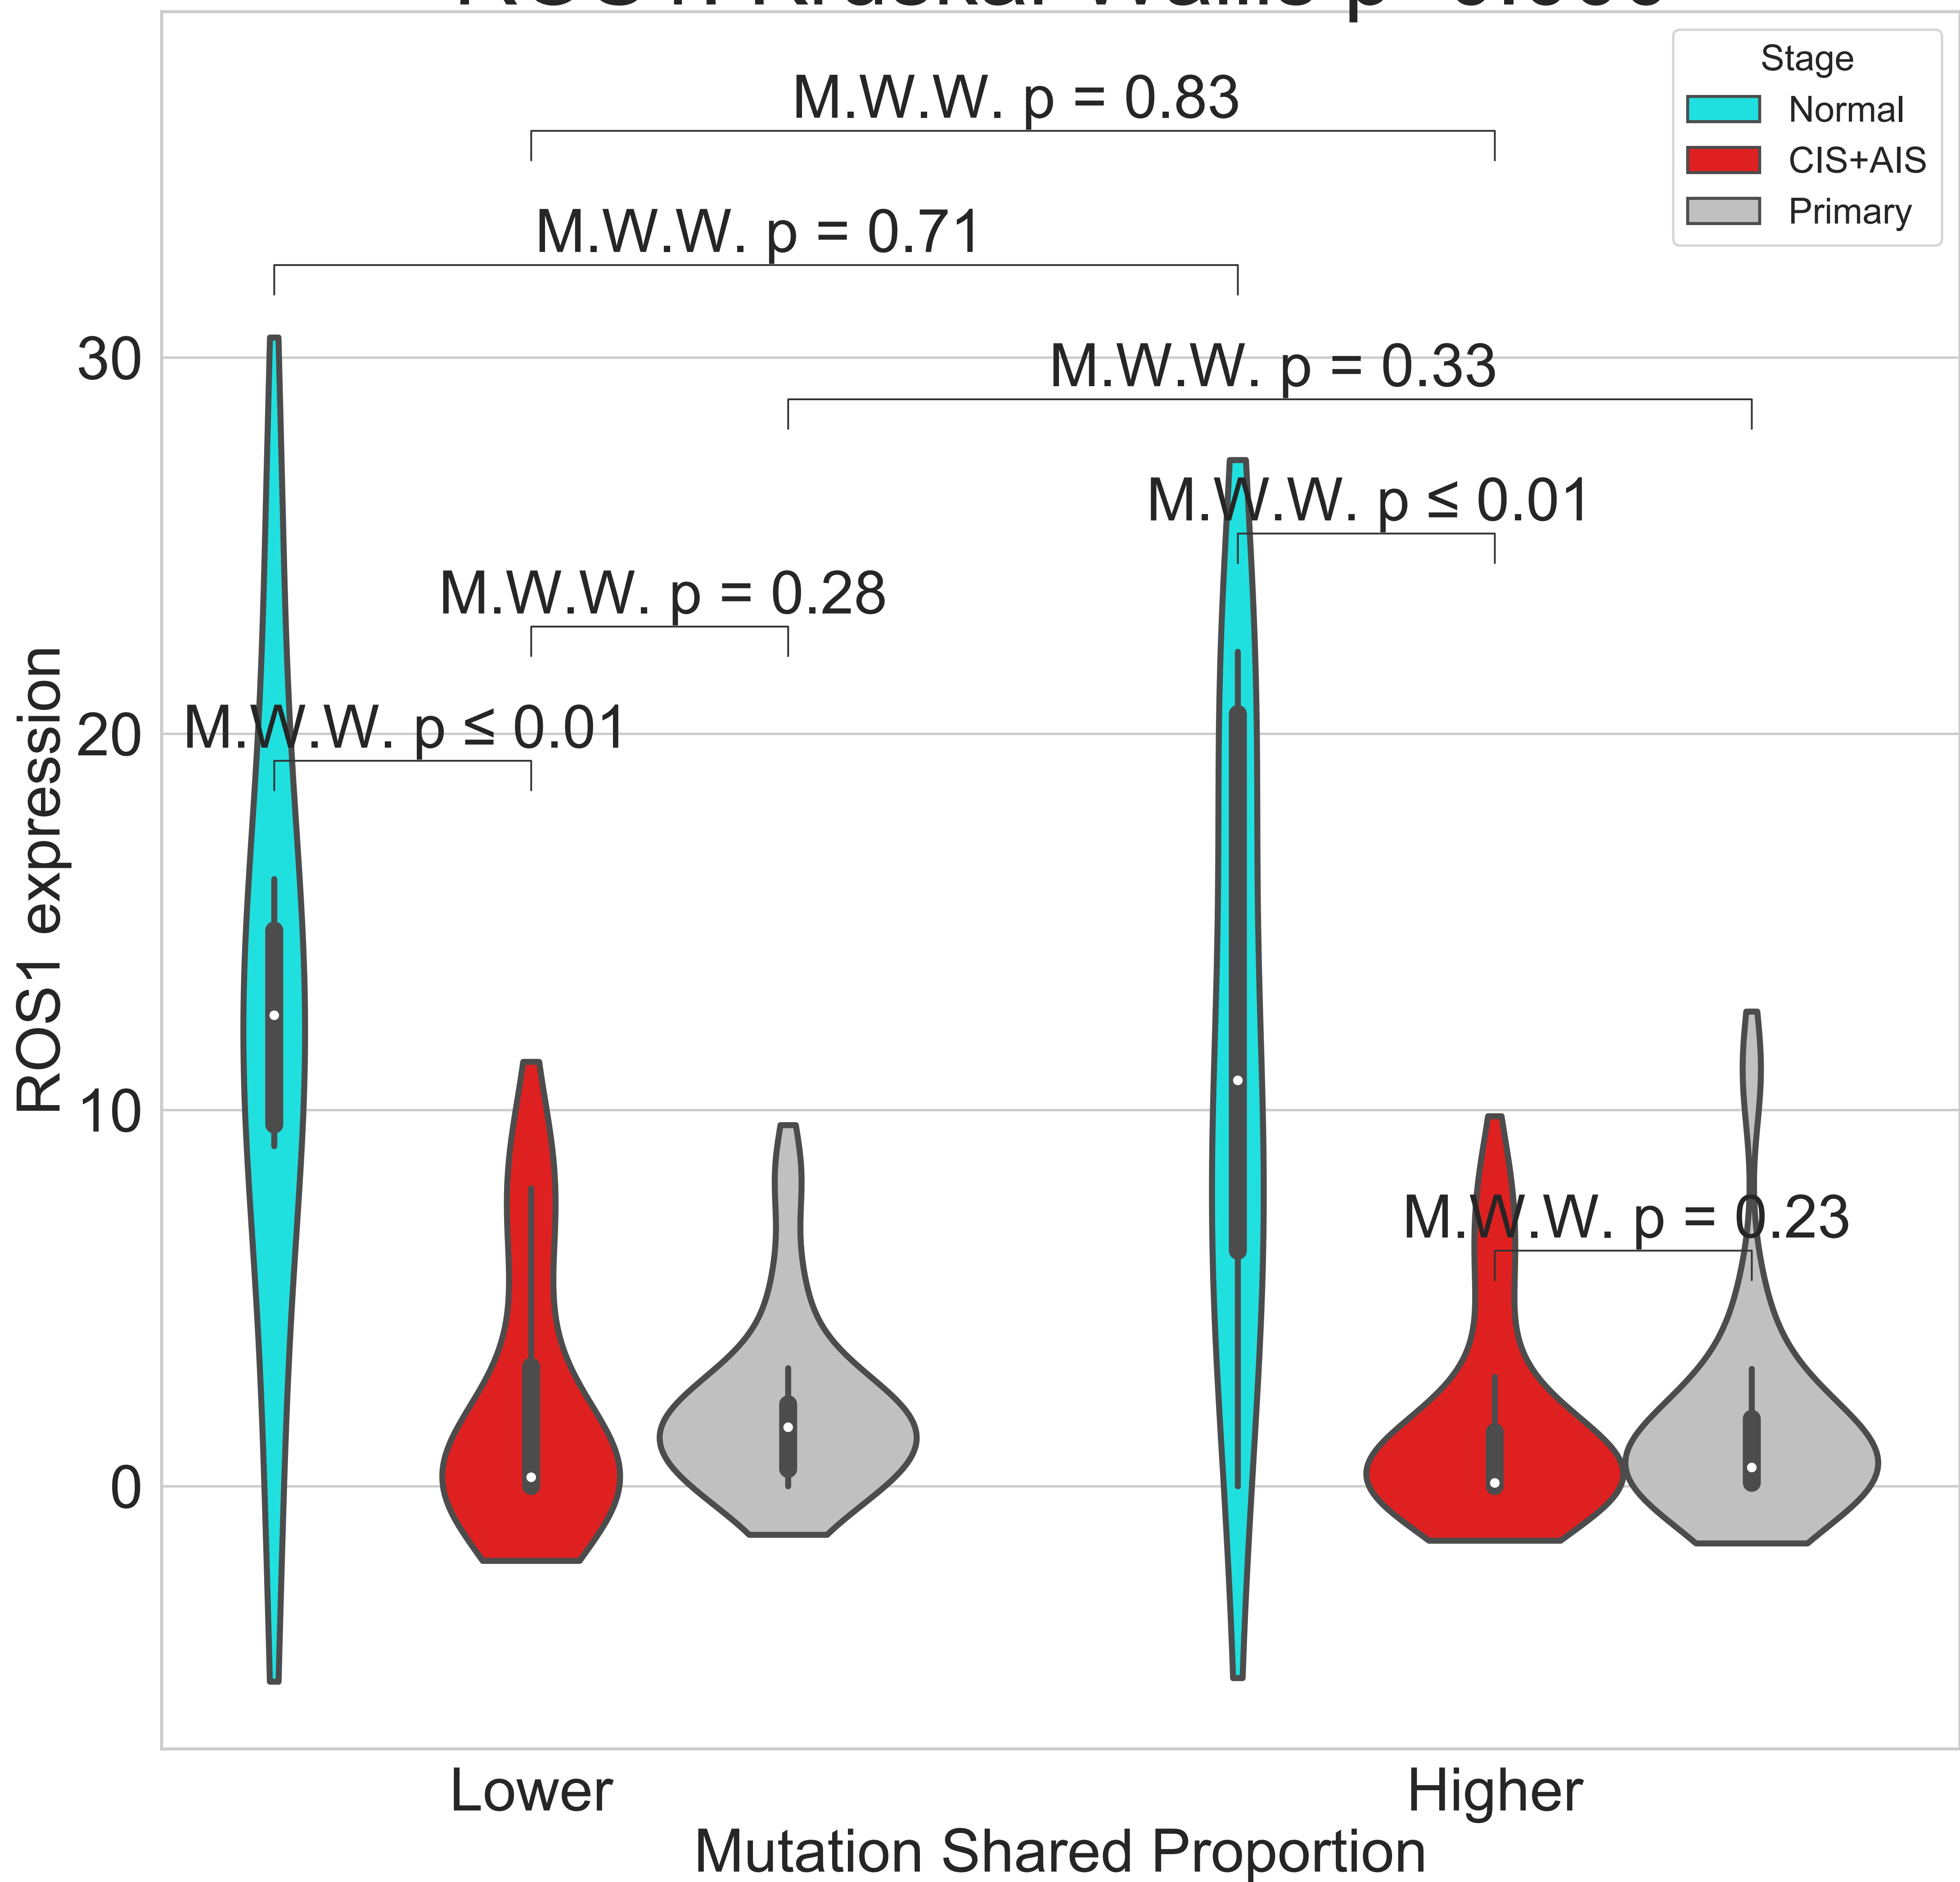 Stage
Normal
CIS+AIS
Primary
M.W.W. p = 0.83
M.W.W. p = 0.71
M.W.W. p = 0.33
M.W.W. p ≤ 0.01
M.W.W. p = 0.28
M.W.W. p ≤ 0.01
M.W.W. p = 0.23
ROS1 expression
30
20
10
0
Lower
Higher
Mutation Shared Proportion